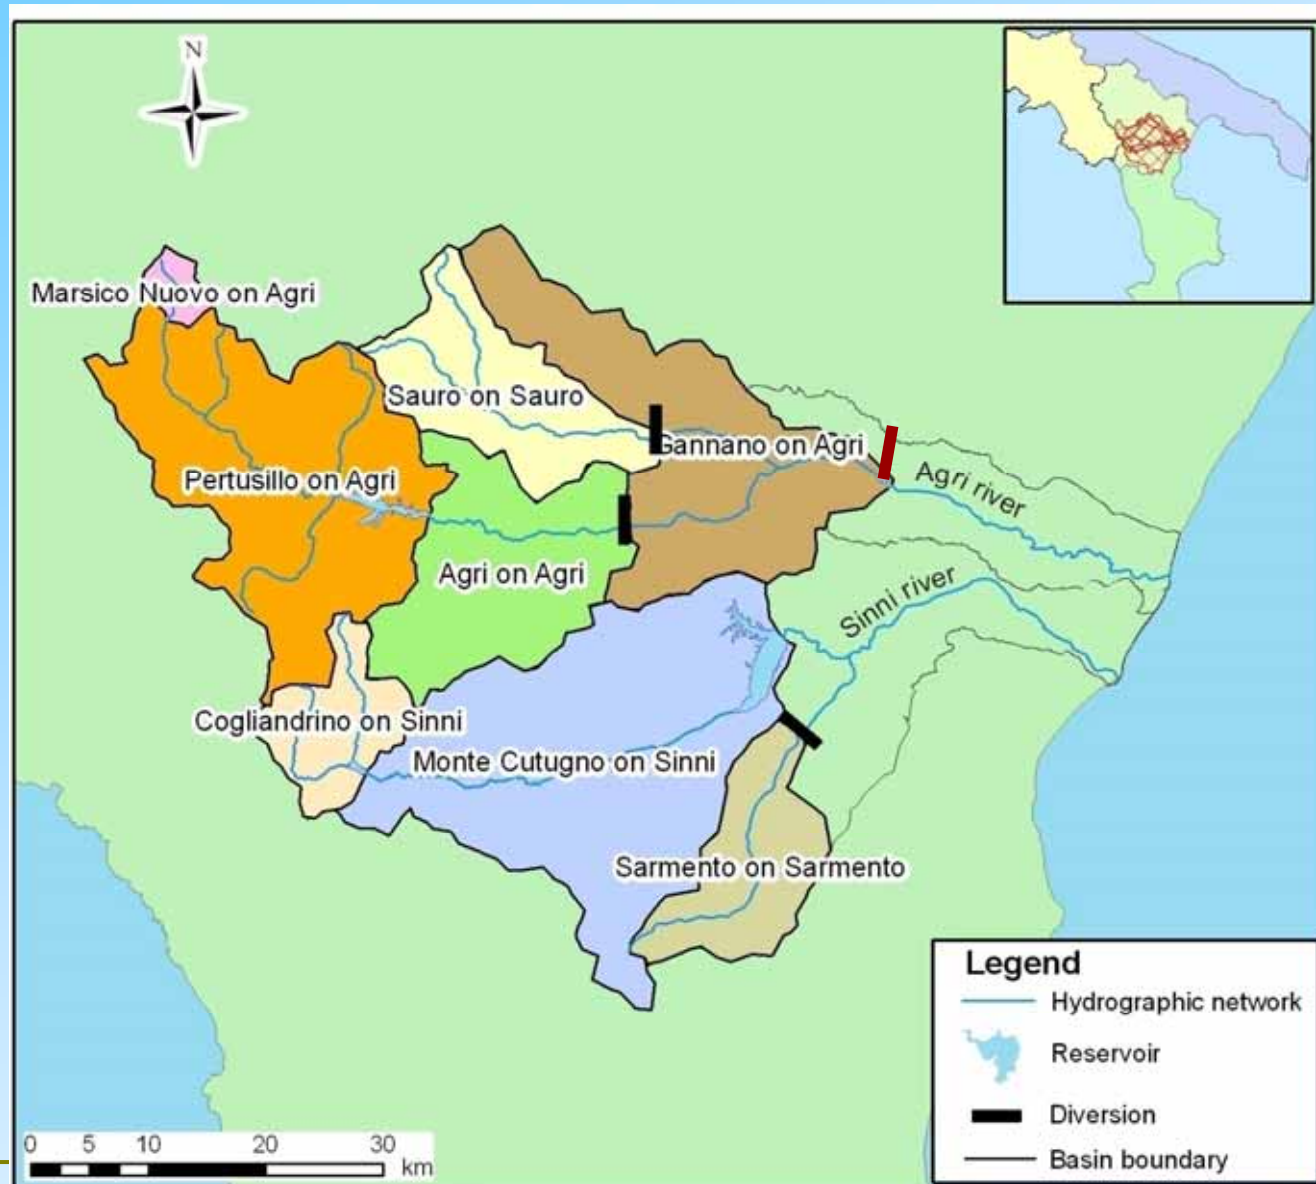 N
Marsico Nuovo on Agri
Sauro on Sauro
Gannano on Agri
Pertusillo on Agri
Agri river
Agri on Agri
Sinni river
Cogliandrino on Sinni
Monte Cutugno on Sinni
Sarmento on Sarmento
Legend
Hydrographic network
Reservoir
Diversion
Basin boundary
0 5 10 20 30
km